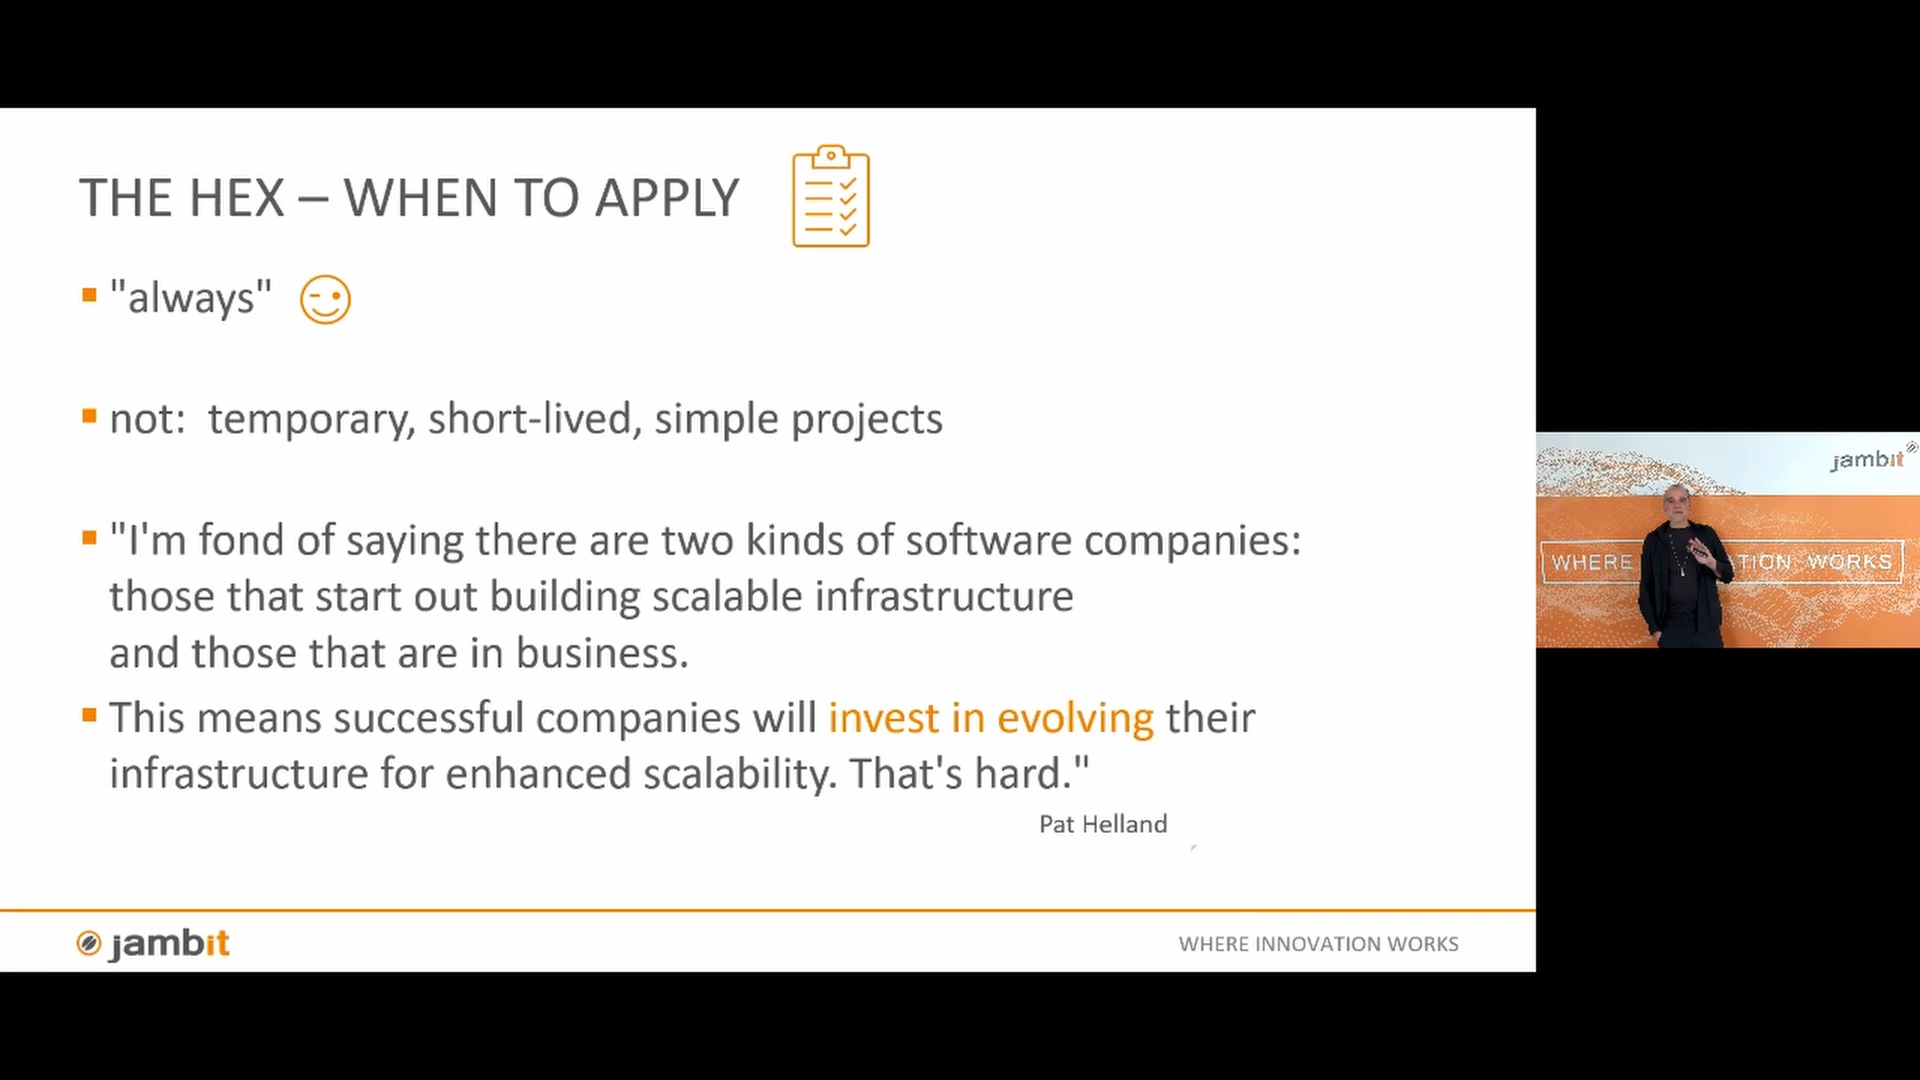 THE HEX – WHEN TO APPLY
"always"
not:  temporary, short-lived, simple projects
"I'm fond of saying there are two kinds of software companies:
those that start out building scalable infrastructure
and those that are in business.
This means successful companies will invest in evolving their
infrastructure for enhanced scalability. That's hard."
Pat Helland
jambit
WHERE INNOVATION WORKS
jambit
WHERE TION WORKS